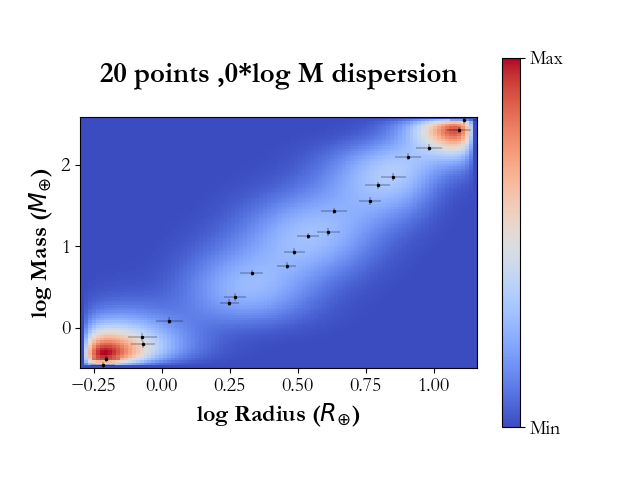 20 points ,0*log M dispersion
Max
2
1
0
log Mass (M⊕)
−0.25 0.00 0.25 0.50 0.75 1.00
log Radius (R⊕)
Min